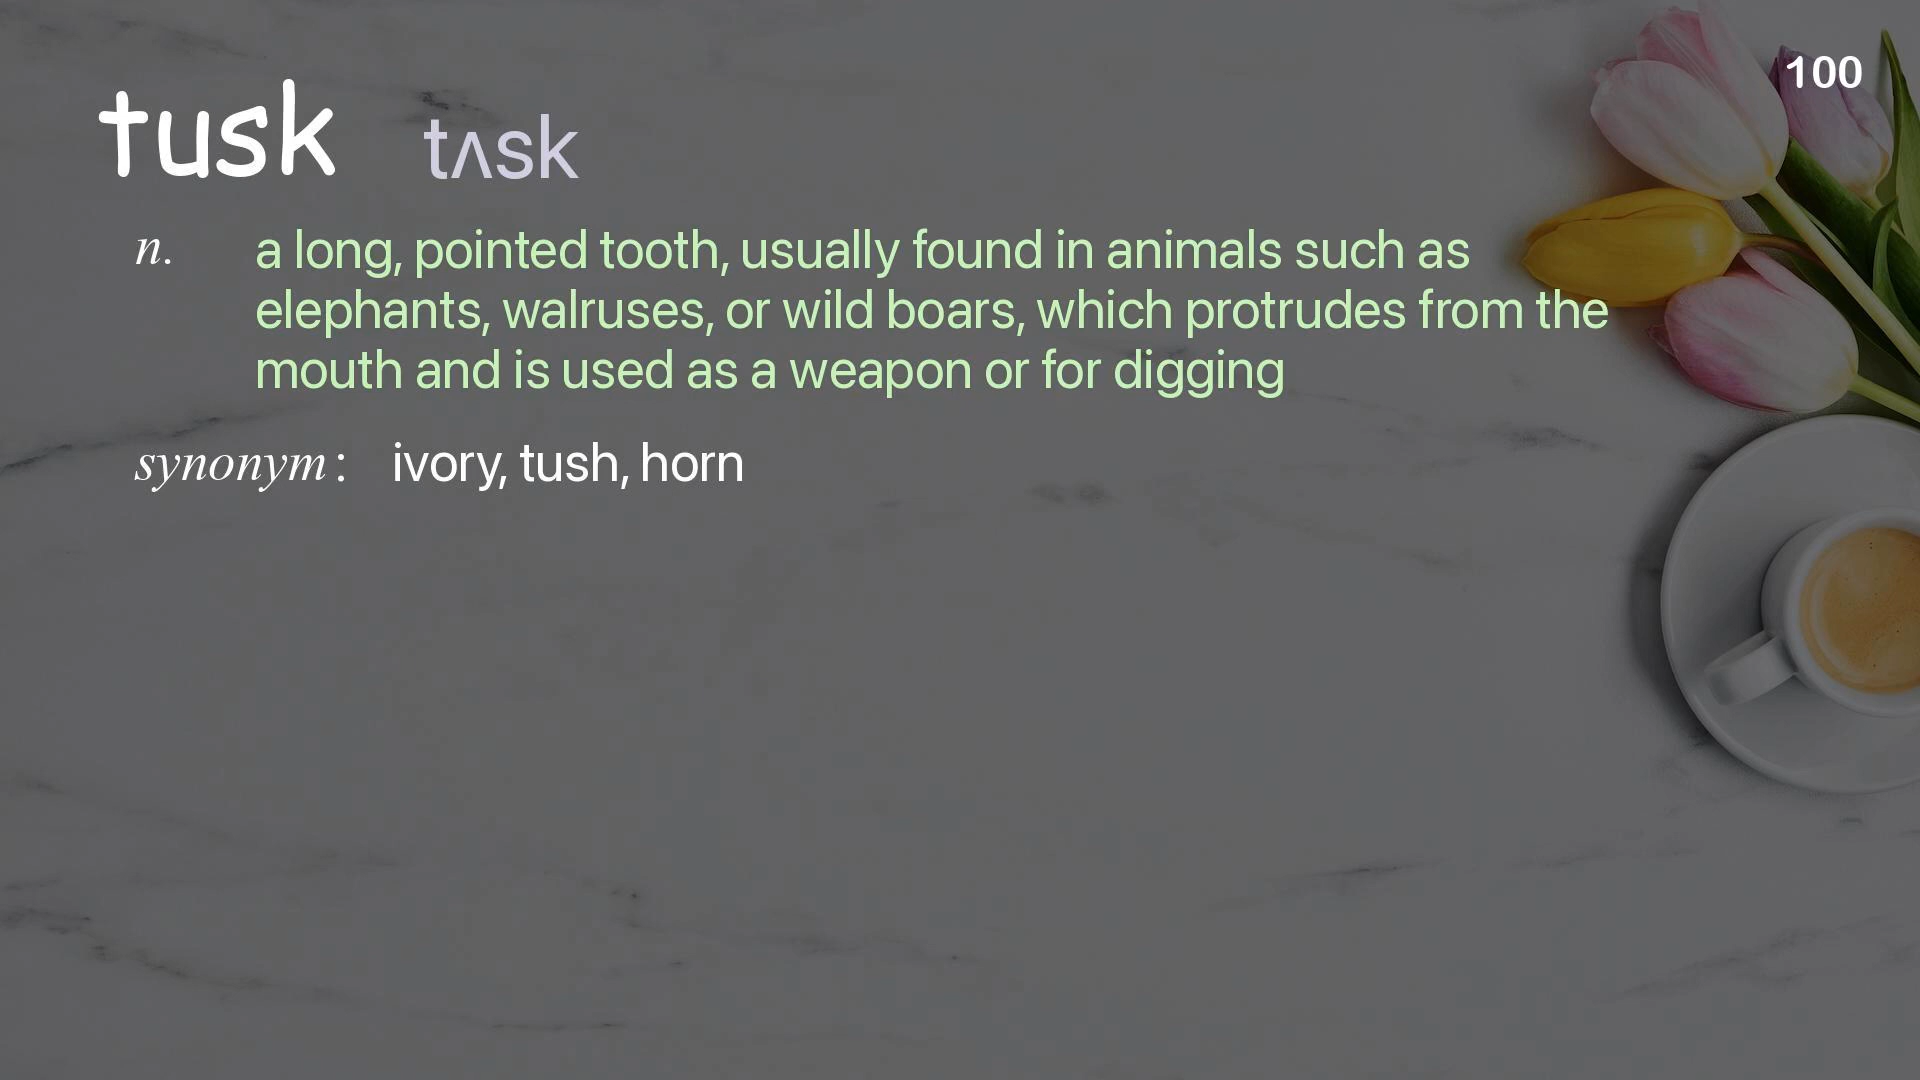 100
tusk tʌsk
n. a long, pointed tooth, usually found in animals such as
elephants, walruses, or wild boars, which protrudes from the
mouth and is used as a weapon or for digging
synonym: ivory, tush, horn